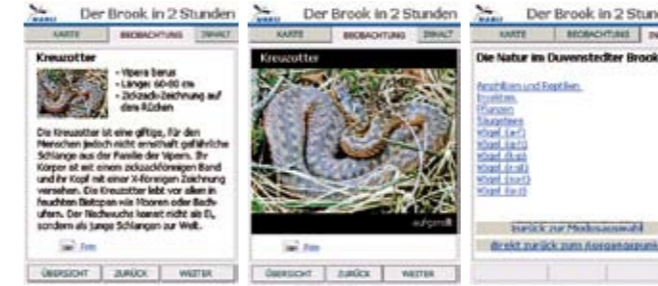 Der Brook in 2 Stunden
NABU
KARTE BEOBACHTUNG INHALT
Kreuzotter
- Vipera berus
- Länge: 60-80 cm
- Zickzack-Zeichnung auf
dem Rücken
Die Kreuzotter ist eine giftige, für den
Menschen jedoch nicht ernsthaft gefährliche
Schlange aus der Familie der Vipern. Ihr
Körper ist mit einem zickzackförmigen Band
und ihr Kopf mit einer X-förmigen Zeichnung
versehen. Die Kreuzotter lebt vor allem in
feuchten Biotopen wie Mooren oder Bach-
ufern. Der Nachwuchs kommt nicht als Ei,
sondern als junge Schlangen zur Welt.
Foto
ÜBERSICHT ZURÜCK WEITER
Der Brook in 2 Stunden
NABU
KARTE BEOBACHTUNG INHALT
Kreuzotter
aufgerollt
Foto
ÜBERSICHT ZURÜCK WEITER
Der Brook in 2 Stund
NABU
KARTE BEOBACHTUNG IN
Die Natur im Duvenstedter Brook
Amphibien und Reptilien
Insekten
Pflanzen
Säugetiere
zurück zur Modusauswahl
direkt zurück zum Ausgangspunkt